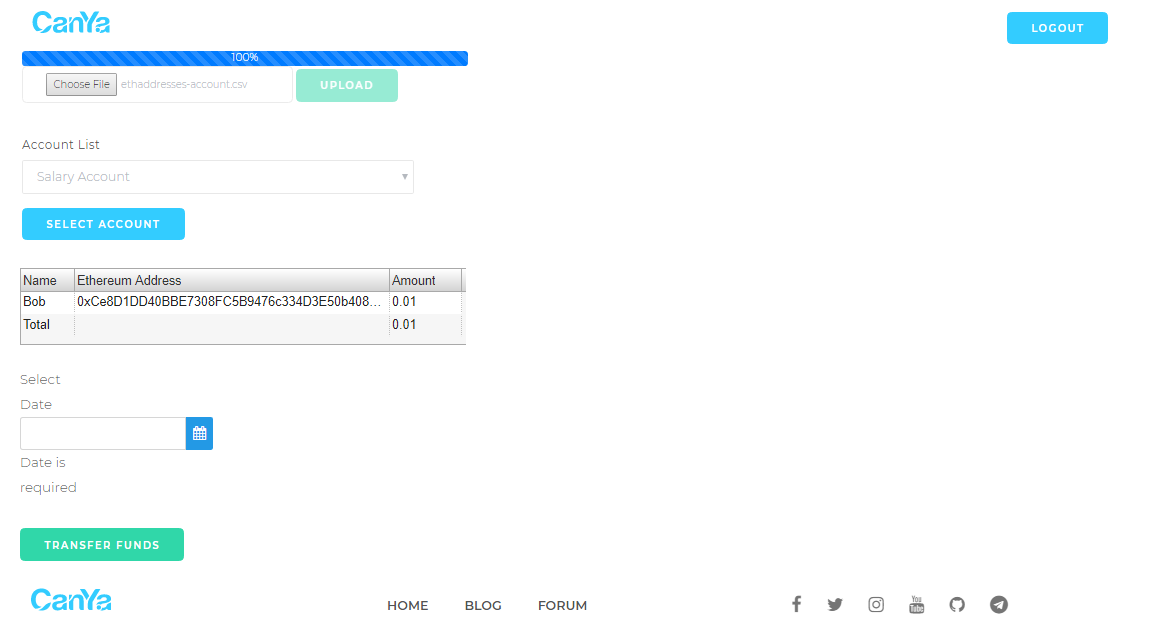 CanYa
LOGOUT
100%
Choose File ethaddresses-account.csv
UPLOAD
Account List
Salary Account
SELECT ACCOUNT
Name Ethereum Address Amount
Bob 0xCe8D1DD40BBE7308FC5B9476c334D3E50b408... 0.01
Total 0.01
Select
Date
Date is
required
TRANSFER FUNDS
CanYa
HOME BLOG FORUM
You
Tube